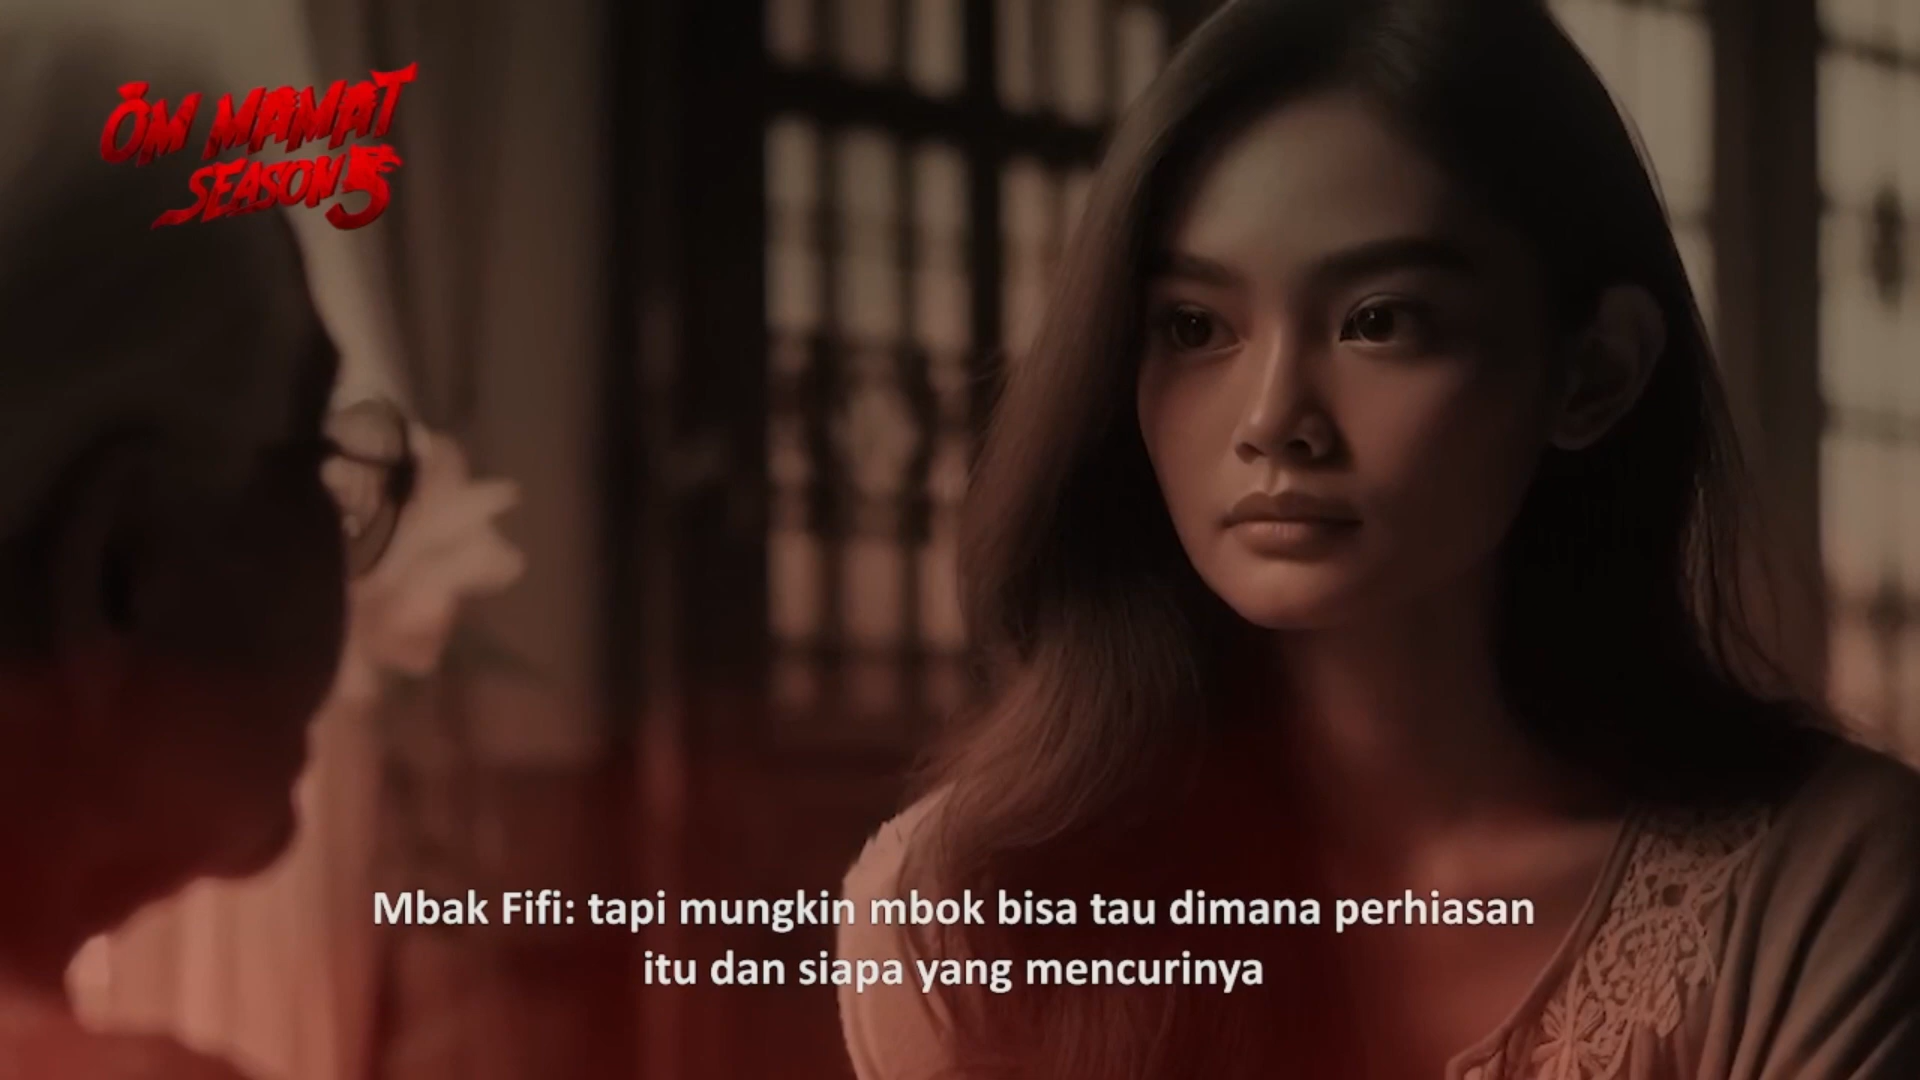 ŌM MAMAT
SEASON 5
Mbak Fifi: tapi mungkin mbok bisa tau dimana perhiasan
itu dan siapa yang mencurinya